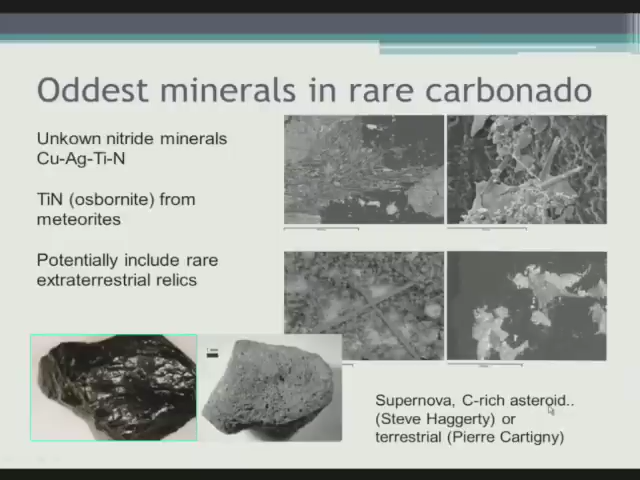 Oddest minerals in rare carbonado
Unkown nitride minerals
Cu-Ag-Ti-N
TiN (osbornite) from
meteorites
Potentially include rare
extraterrestrial relics
Supernova, C-rich asteroid..
(Steve Haggerty) or
terrestrial (Pierre Cartigny)